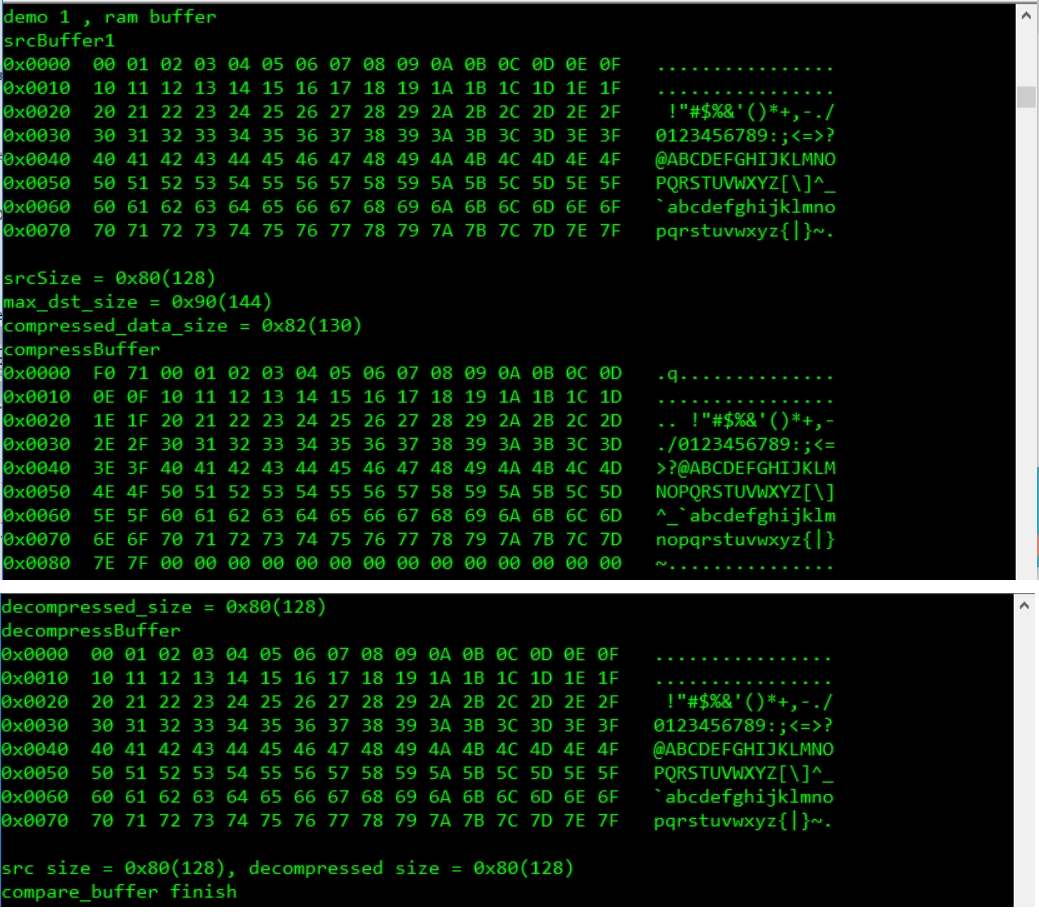 demo 1 , ram buffer
srcBuffer1
0x0000  00 01 02 03 04 05 06 07 08 09 0A 0B 0C 0D 0E 0F   ................
0x0010  10 11 12 13 14 15 16 17 18 19 1A 1B 1C 1D 1E 1F   ................
0x0020  20 21 22 23 24 25 26 27 28 29 2A 2B 2C 2D 2E 2F    !"#$%&'()*+,-./
0x0030  30 31 32 33 34 35 36 37 38 39 3A 3B 3C 3D 3E 3F   0123456789:;<=>?
0x0040  40 41 42 43 44 45 46 47 48 49 4A 4B 4C 4D 4E 4F   @ABCDEFGHIJKLMNO
0x0050  50 51 52 53 54 55 56 57 58 59 5A 5B 5C 5D 5E 5F   PQRSTUVWXYZ[\]^_
0x0060  60 61 62 63 64 65 66 67 68 69 6A 6B 6C 6D 6E 6F   `abcdefghijklmno
0x0070  70 71 72 73 74 75 76 77 78 79 7A 7B 7C 7D 7E 7F   pqrstuvwxyz{|}~.
srcSize = 0x80(128)
max_dst_size = 0x90(144)
compressed_data_size = 0x82(130)
compressBuffer
0x0000  F0 71 00 01 02 03 04 05 06 07 08 09 0A 0B 0C 0D   .q..............
0x0010  0E 0F 10 11 12 13 14 15 16 17 18 19 1A 1B 1C 1D   ................
0x0020  1E 1F 20 21 22 23 24 25 26 27 28 29 2A 2B 2C 2D   .. !"#$%&'()*+,-
0x0030  2E 2F 30 31 32 33 34 35 36 37 38 39 3A 3B 3C 3D   ./0123456789:;<=
0x0040  3E 3F 40 41 42 43 44 45 46 47 48 49 4A 4B 4C 4D   >?@ABCDEFGHIJKLM
0x0050  4E 4F 50 51 52 53 54 55 56 57 58 59 5A 5B 5C 5D   NOPQRSTUVWXYZ[\]
0x0060  5E 5F 60 61 62 63 64 65 66 67 68 69 6A 6B 6C 6D   ^_`abcdefghijklm
0x0070  6E 6F 70 71 72 73 74 75 76 77 78 79 7A 7B 7C 7D   nopqrstuvwxyz{|}
0x0080  7E 7F 00 00 00 00 00 00 00 00 00 00 00 00 00 00   ~...............
decompressed_size = 0x80(128)
decompressBuffer
0x0000  00 01 02 03 04 05 06 07 08 09 0A 0B 0C 0D 0E 0F   ................
0x0010  10 11 12 13 14 15 16 17 18 19 1A 1B 1C 1D 1E 1F   ................
0x0020  20 21 22 23 24 25 26 27 28 29 2A 2B 2C 2D 2E 2F    !"#$%&'()*+,-./
0x0030  30 31 32 33 34 35 36 37 38 39 3A 3B 3C 3D 3E 3F   0123456789:;<=>?
0x0040  40 41 42 43 44 45 46 47 48 49 4A 4B 4C 4D 4E 4F   @ABCDEFGHIJKLMNO
0x0050  50 51 52 53 54 55 56 57 58 59 5A 5B 5C 5D 5E 5F   PQRSTUVWXYZ[\]^_
0x0060  60 61 62 63 64 65 66 67 68 69 6A 6B 6C 6D 6E 6F   `abcdefghijklmno
0x0070  70 71 72 73 74 75 76 77 78 79 7A 7B 7C 7D 7E 7F   pqrstuvwxyz{|}~.
src size = 0x80(128), decompressed size = 0x80(128)
compare_buffer finish